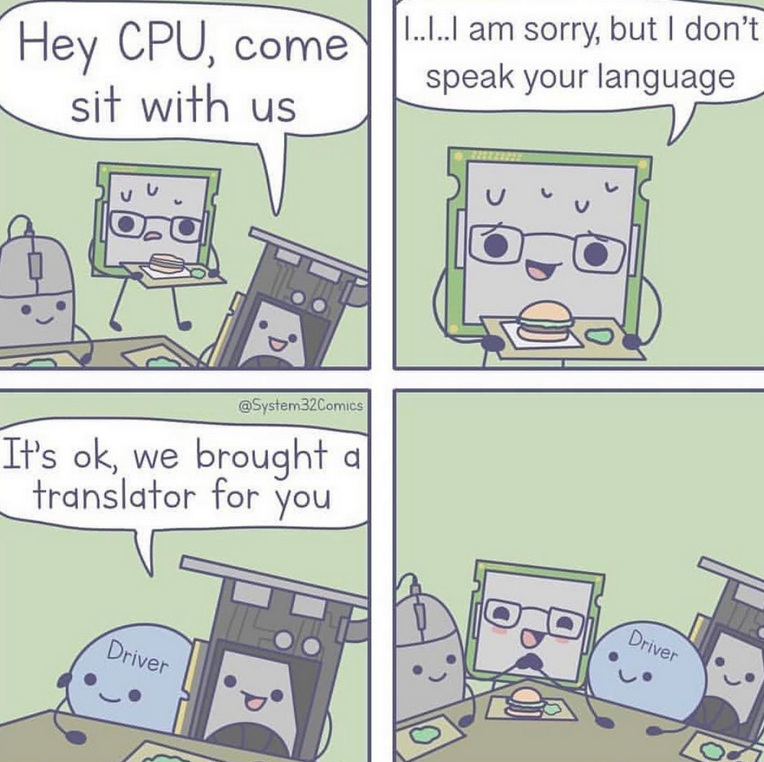 Hey CPU, come
sit with us
I..I..I am sorry, but I don't
speak your language
@System32Comics
It's ok, we brought a
translator for you
Driver
Driver